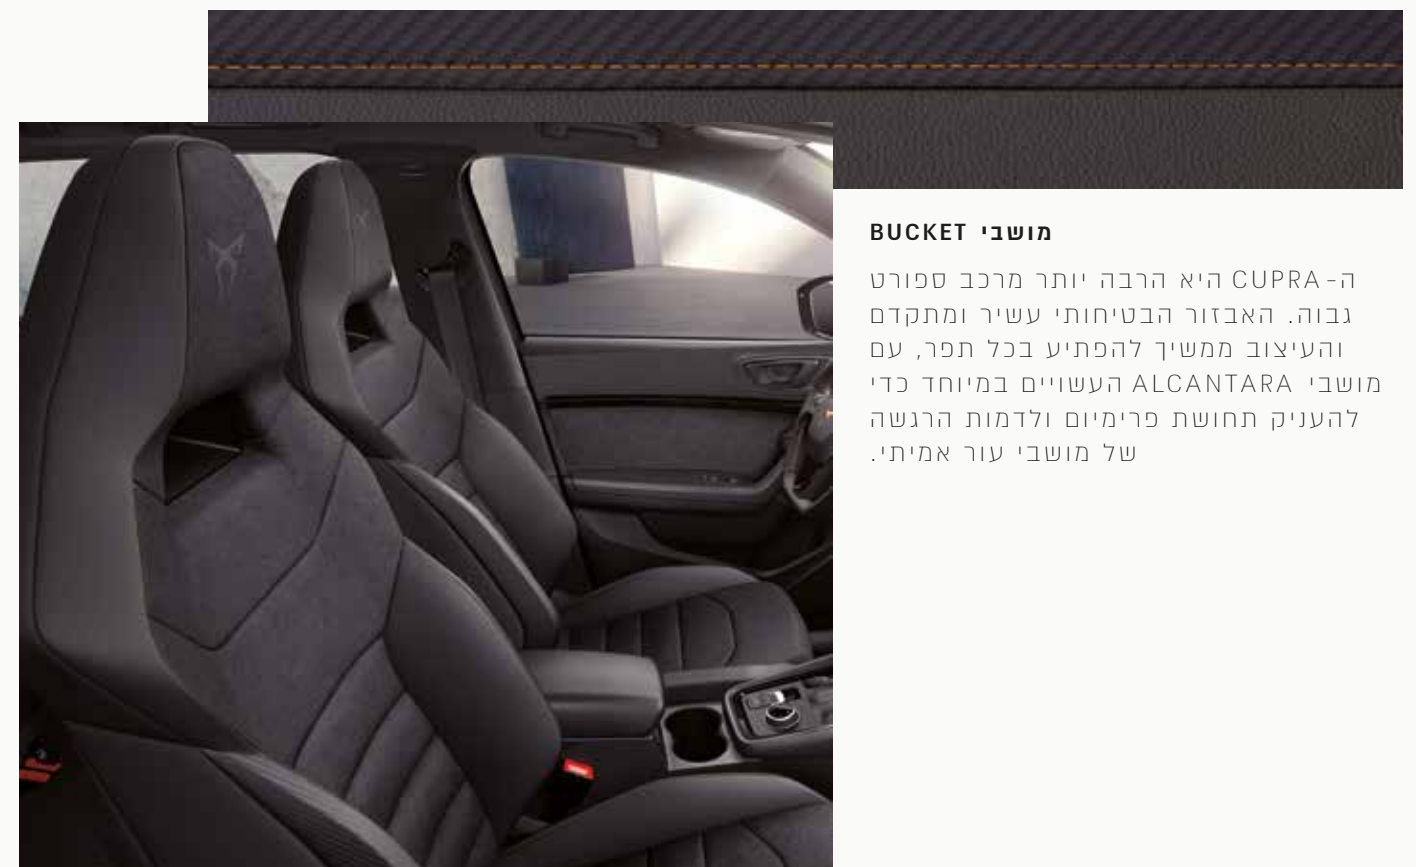 מושבי BUCKET
ה-CUPRA היא הרבה יותר מרכב ספורט
גבוה. האבזור הבטיחותי עשיר ומתקדם
והעיצוב ממשיך להפתיע בכל תפר, עם
מושבי ALCANTARA העשויים במיוחד כדי
להעניק תחושת פרימיום ולדמות הרגשה
של מושבי עור אמיתי.